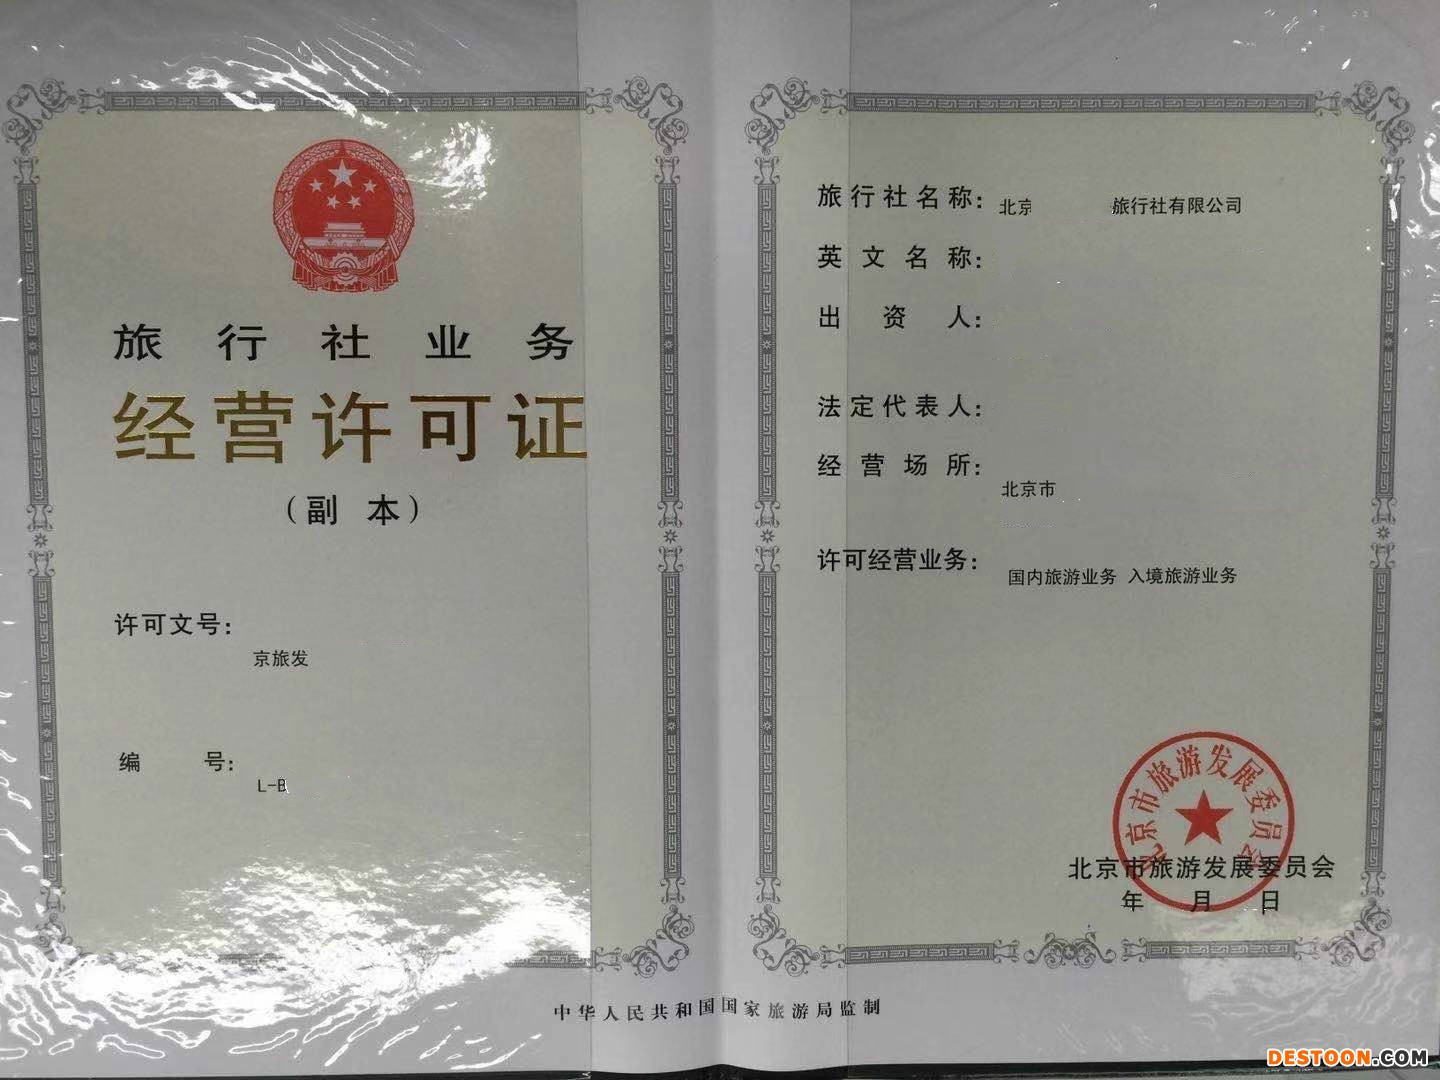 旅行社业务
经营许可证
（副 本）
许可文号：
京旅发
编 号：
L-B
旅行社名称：北京 旅行社有限公司
英文名称：
出资人：
法定代表人：
经营场所：
北京市
许可经营业务：国内旅游业务 入境旅游业务
北京市旅游发展委员会
北京市旅游发展委员会
年 月 日
中华人民共和国国家旅游局监制
DESTOON.COM